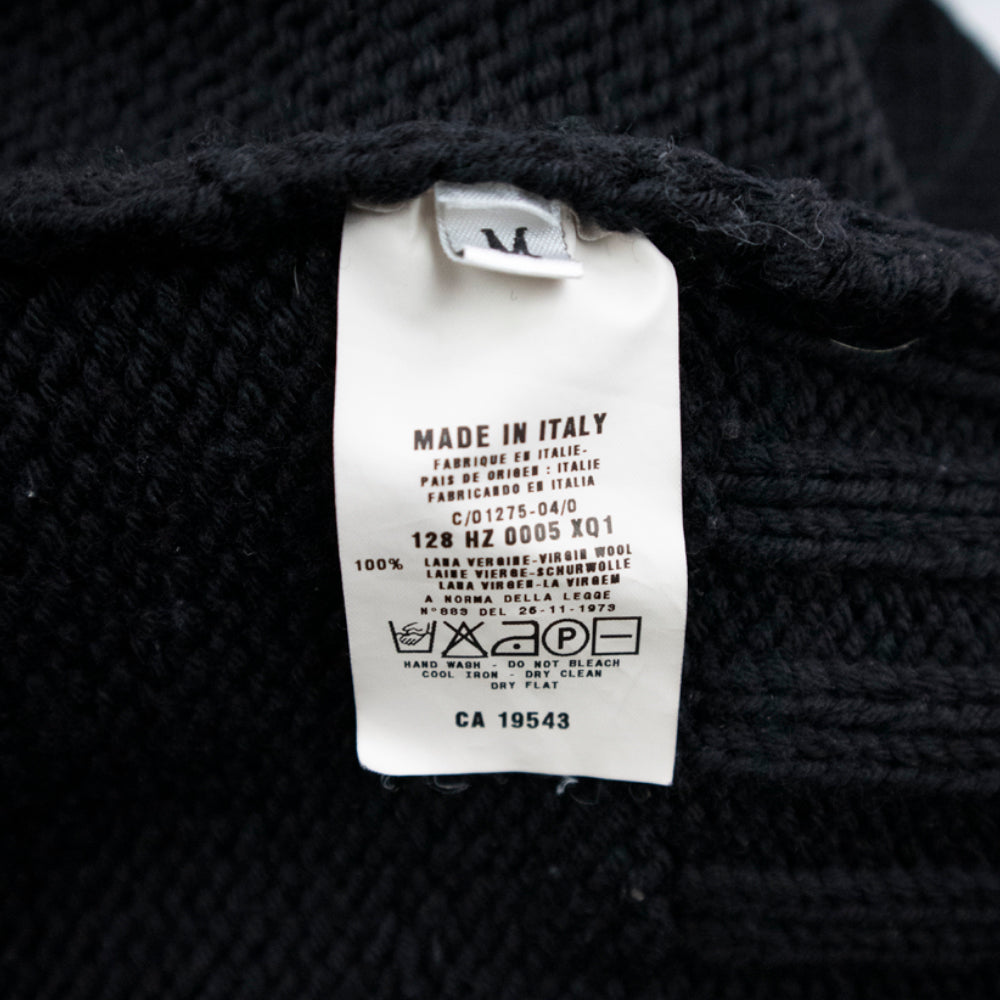 M
MADE IN ITALY
FABRIQUE EN ITALIE-
PAIS DE ORIGEN : ITALIE
FABRICANDO EN ITALIA
C/01275-04/0
128 HZ 0005 XQ1
100% LANA VERGINE-VIRGIN WOOL
LAINE VIERGE-SCHURWOLLE
LANA VIRGEN-LA VIRGEM
A NORMA DELLA LEGGE
N°883 DEL 26-11-1973
P
HAND WASH - DO NOT BLEACH
COOL IRON - DRY CLEAN
DRY FLAT
CA 19543